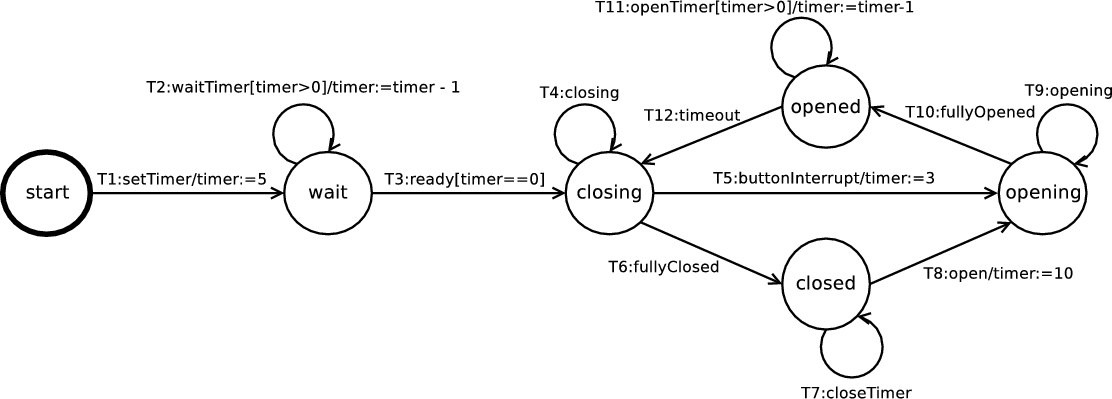 T11:openTimer[timer>0]/timer:=timer-1
T2:waitTimer[timer>0]/timer:=timer - 1
T4:closing
opened
T9:opening
T12:timeout
T10:fullyOpened
start
T1:setTimer/timer:=5
wait
T3:ready[timer==0]
closing
T5:buttonInterrupt/timer:=3
opening
T6:fullyClosed
closed
T8:open/timer:=10
T7:closeTimer